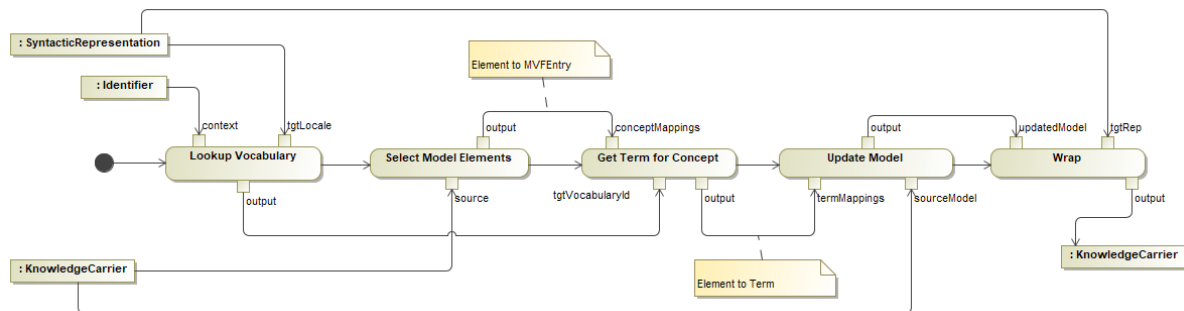 : SyntacticRepresentation
Element to MVFEntry
: Identifier
context
tgtLocale
output
conceptMappings
output
updatedModel
tgtRep
Lookup Vocabulary
Select Model Elements
Get Term for Concept
Update Model
Wrap
output
source
tgtVocabularyId
output
termMappings
sourceModel
output
: KnowledgeCarrier
: KnowledgeCarrier
Element to Term